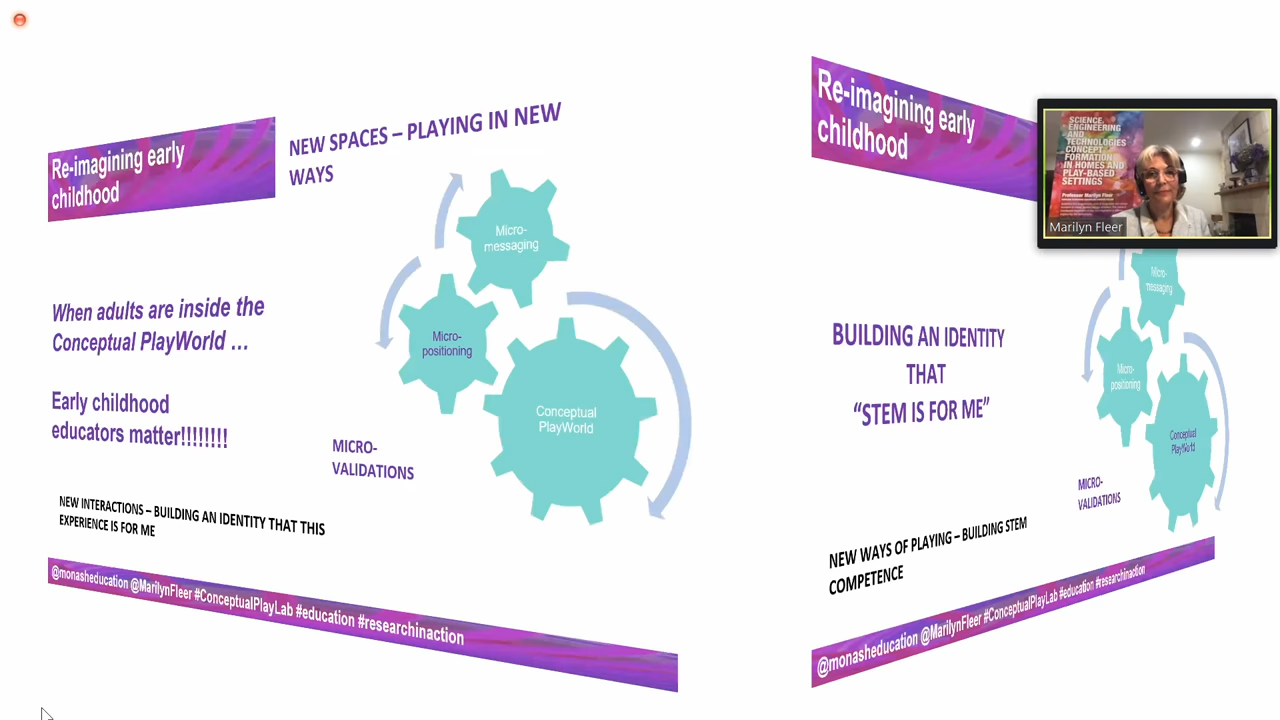 Re-imagining early
childhood
NEW SPACES – PLAYING IN NEW
WAYS
Micro-
messaging
Micro-
positioning
Conceptual
PlayWorld
When adults are inside the
Conceptual PlayWorld ...
Early childhood
educators matter!!!!!!!!
MICRO-
VALIDATIONS
NEW INTERACTIONS – BUILDING AN IDENTITY THAT THIS
EXPERIENCE IS FOR ME
@monasheducation @MarilynFleer #ConceptualPlayLab #education #researchinaction
Re-imagining early
childhood
SCIENCE,
ENGINEERING
AND
TECHNOLOGIES
CONCEPT
FORMATION
IN HOMES AND
PLAY-BASED
SETTINGS
Professor Marilyn Fleer
Marilyn Fleer
Micro-
messaging
Micro-
positioning
Conceptual
PlayWorld
BUILDING AN IDENTITY
THAT
“STEM IS FOR ME”
MICRO-
VALIDATIONS
NEW WAYS OF PLAYING – BUILDING STEM
COMPETENCE
@monasheducation @MarilynFleer #ConceptualPlayLab #education #researchinaction